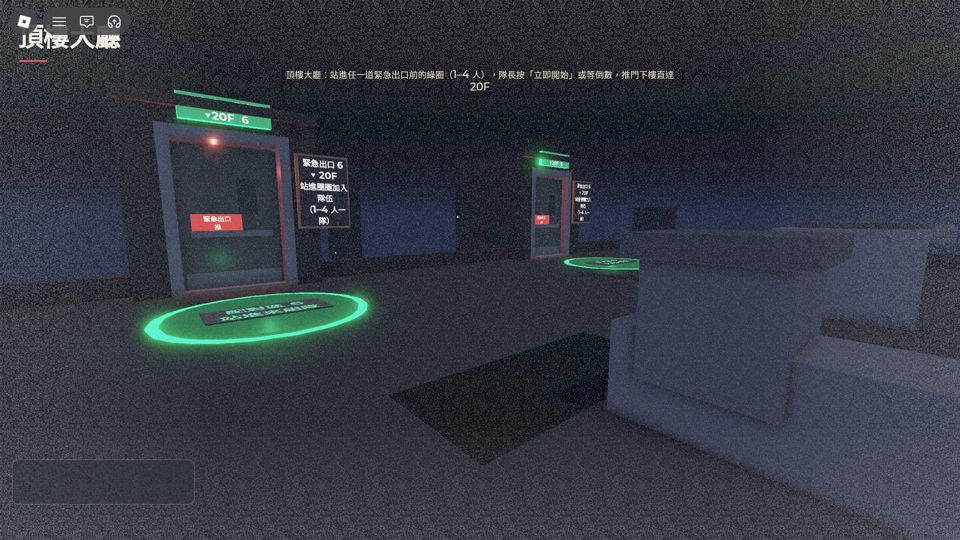 頂樓大廳
頂樓大廳：站進任一道緊急出口前的綠圈（1–4 人），隊長按「立即開始」或等倒數，推門下樓直達
20F
▼20F 6
緊急出口 6
▼ 20F
站進圈圈加入
隊伍
（1–4 人一
隊）
緊急出口
推